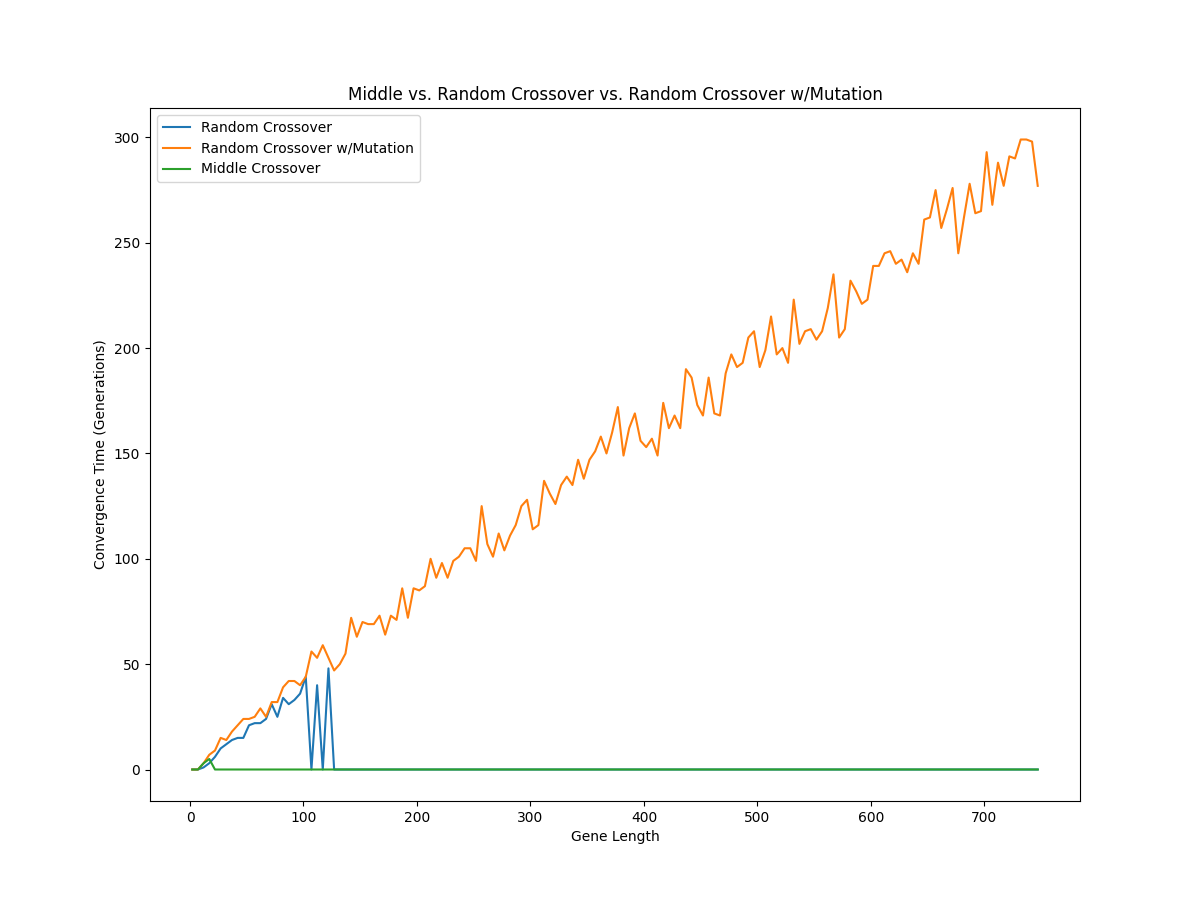 Middle vs. Random Crossover vs. Random Crossover w/Mutation
Random Crossover
Random Crossover w/Mutation
Middle Crossover
300
250
200
150
100
50
0
Convergence Time (Generations)
0 100 200 300 400 500 600 700
Gene Length